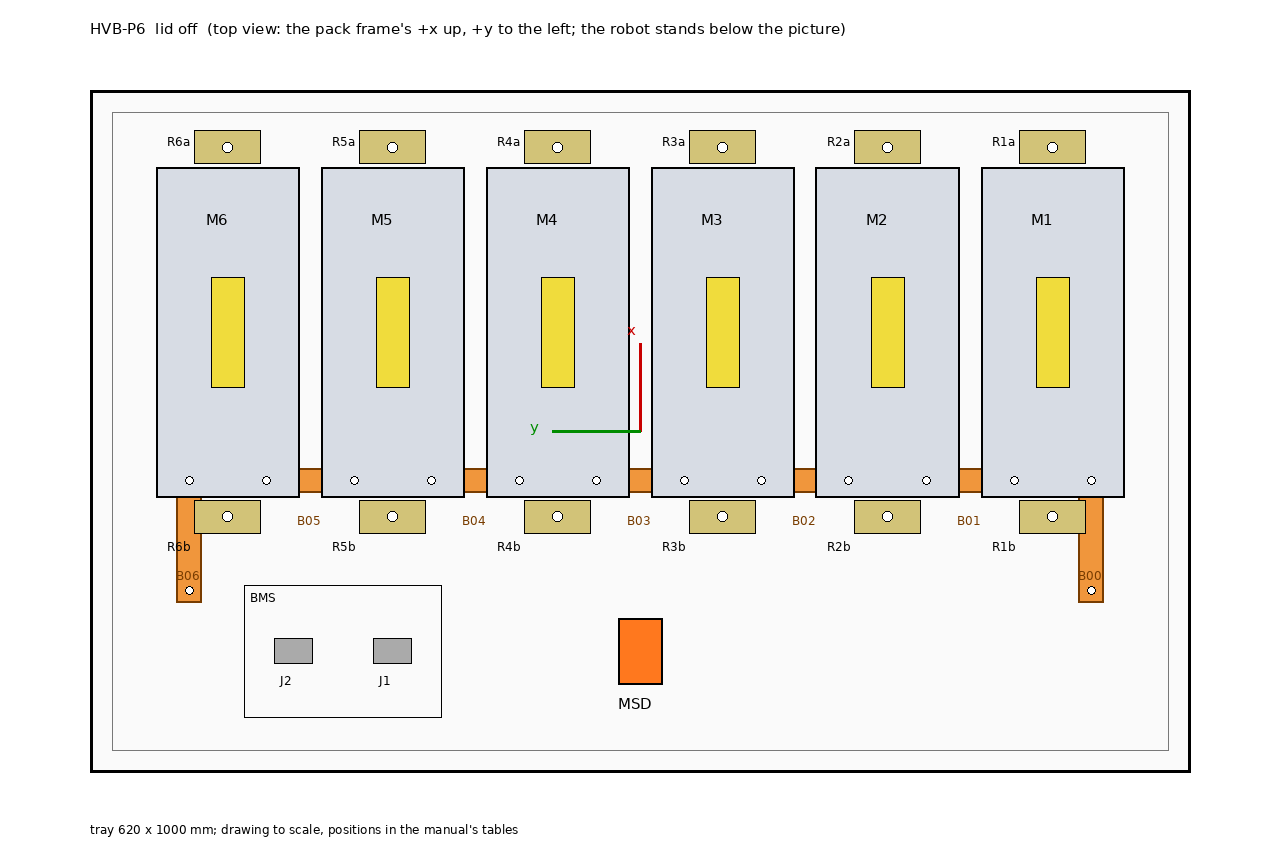 HVB-P6 lid off (top view: the pack frame's +x up, +y to the left; the robot stands below the picture)
R6a R5a R4a R3a R2a R1a
M6 M5 M4 M3 M2 M1
x
y
B05 B04 B03 B02 B01
R6b R5b R4b R3b R2b R1b
B06 B00
BMS
J2 J1
MSD
tray 620 x 1000 mm; drawing to scale, positions in the manual's tables